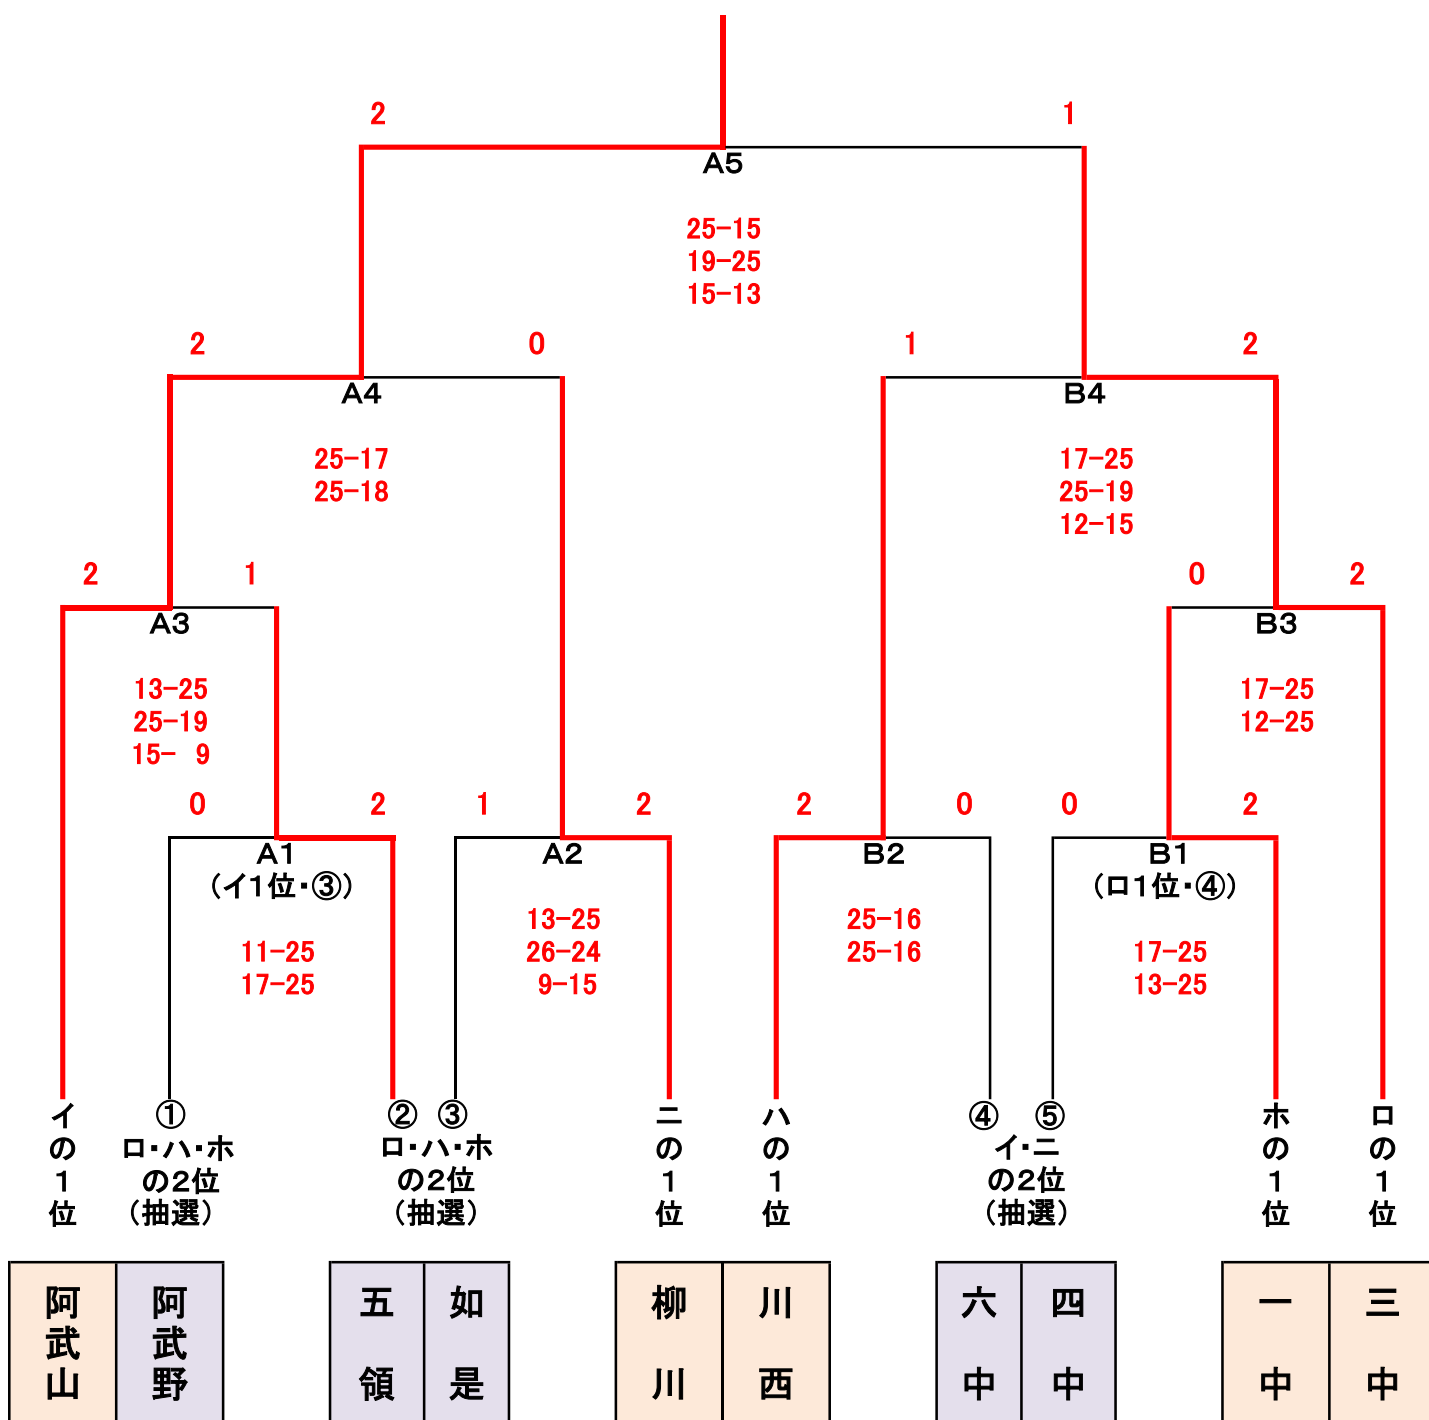 2 1
A5
25-15
19-25
15-13
2 0 1 2
A4 B4
25-17
25-18
17-25
25-19
12-15
2 1 0 2
A3 B3
13-25
25-19
15- 9
17-25
12-25
0 2 1 2 2 0 0 2
A1 A2 B2 B1
(イ1位・③) (ロ1位・④)
11-25
17-25
13-25
26-24
9-15
25-16
25-16
17-25
13-25
イの1位
①
ロ・ハ・ホ
の2位
(抽選)
② ③
ロ・ハ・ホ
の2位
(抽選)
ニの1位
ハの1位
④ ⑤
イ・ニ
の2位
(抽選)
ホの1位
ロの1位
阿武山
阿武野
五領
如是
柳川
川西
六中
四中
一中
三中